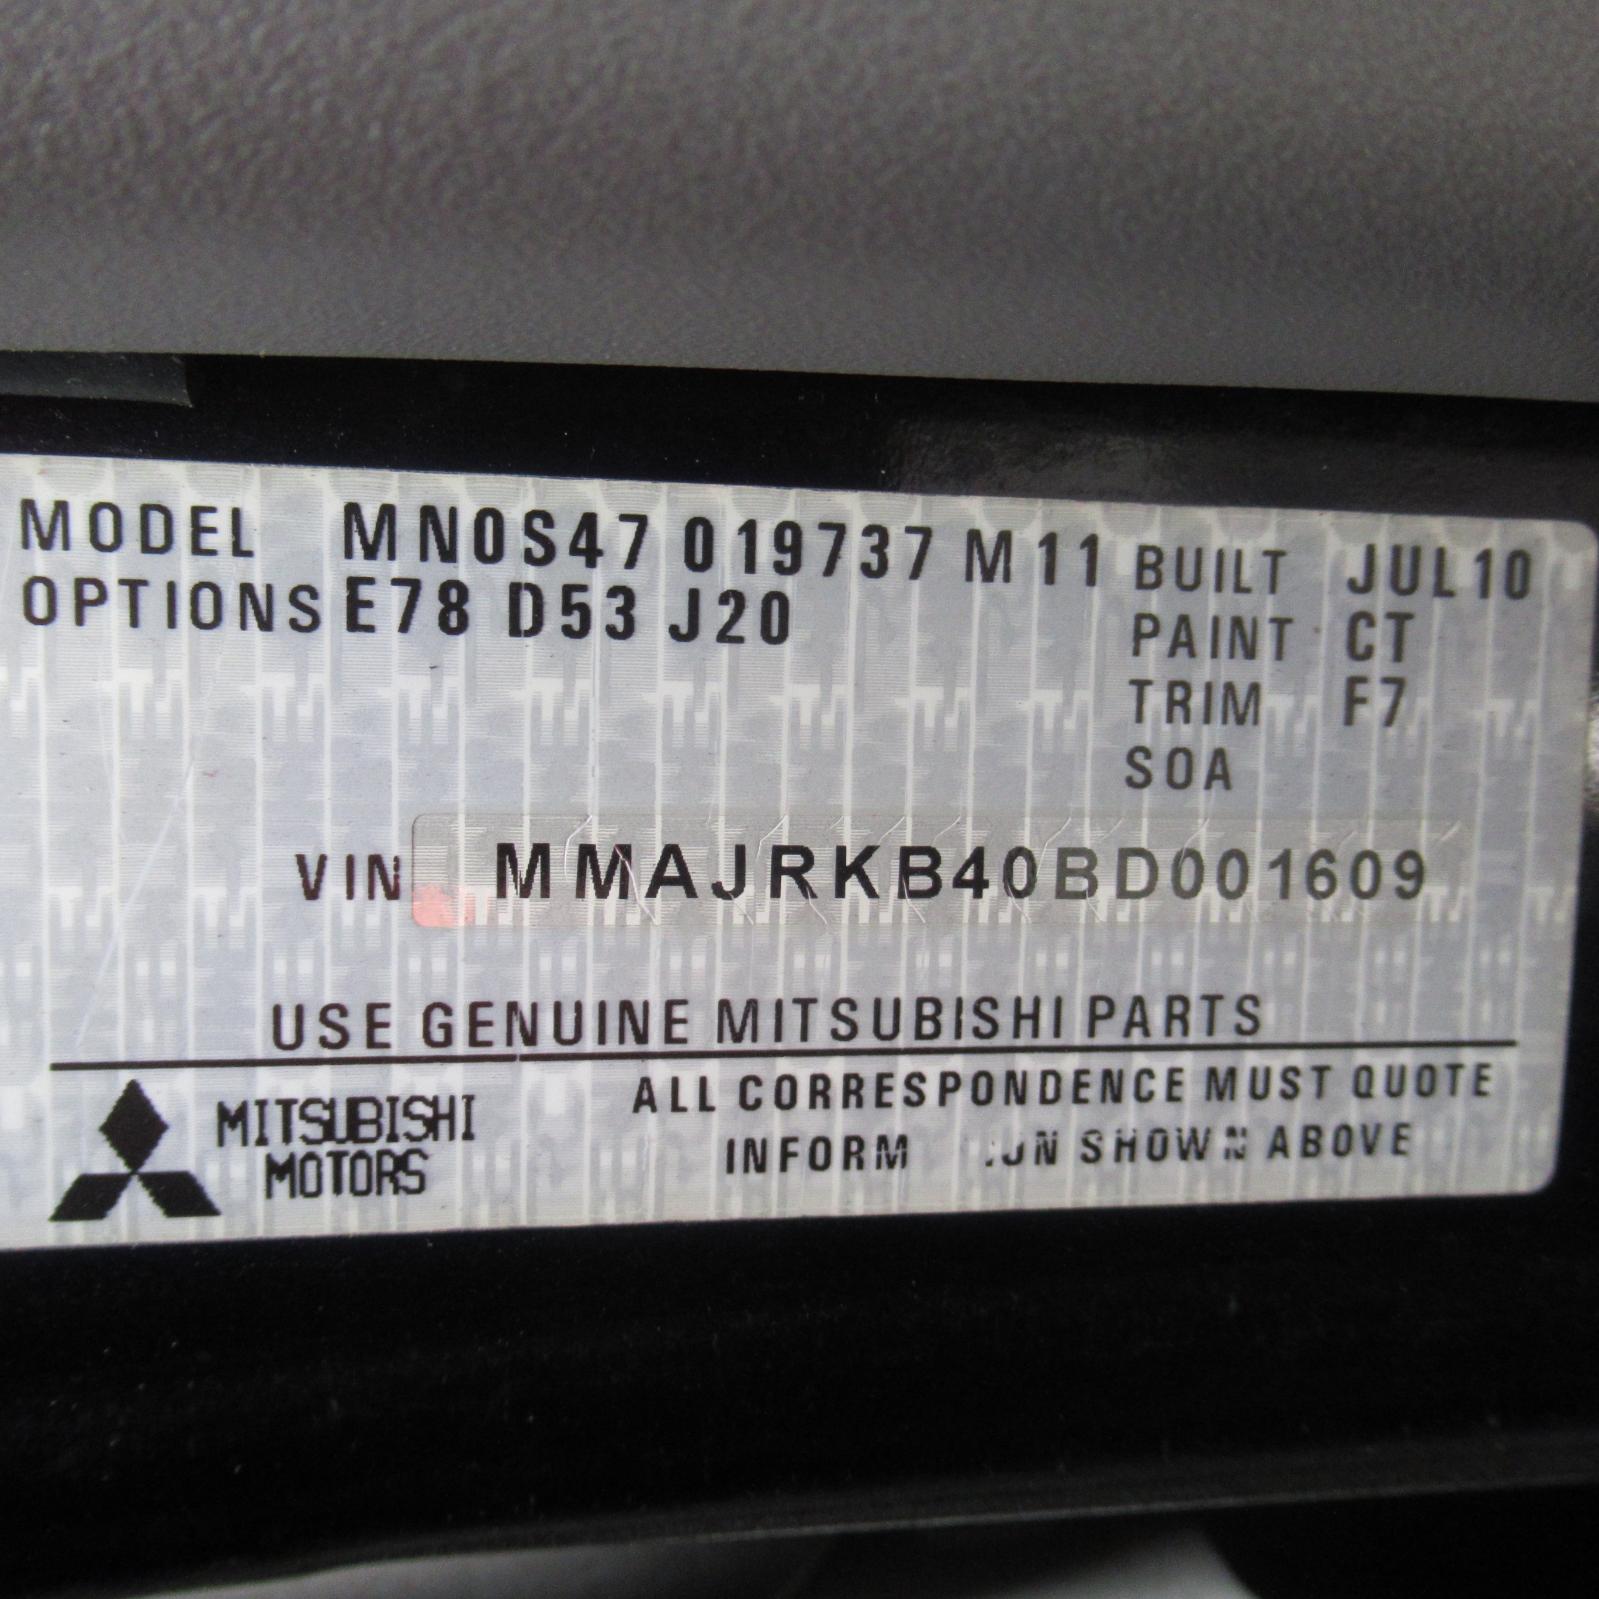 MODEL MN0S47 019737 M11 BUILT JUL10
OPTIONS E78 D53 J20 PAINT CT
TRIM F7
SOA
VIN MMAJRKB40BD001609
USE GENUINE MITSUBISHI PARTS
MITSUBISHI MOTORS
ALL CORRESPONDENCE MUST QUOTE
SHOWN ABOVE